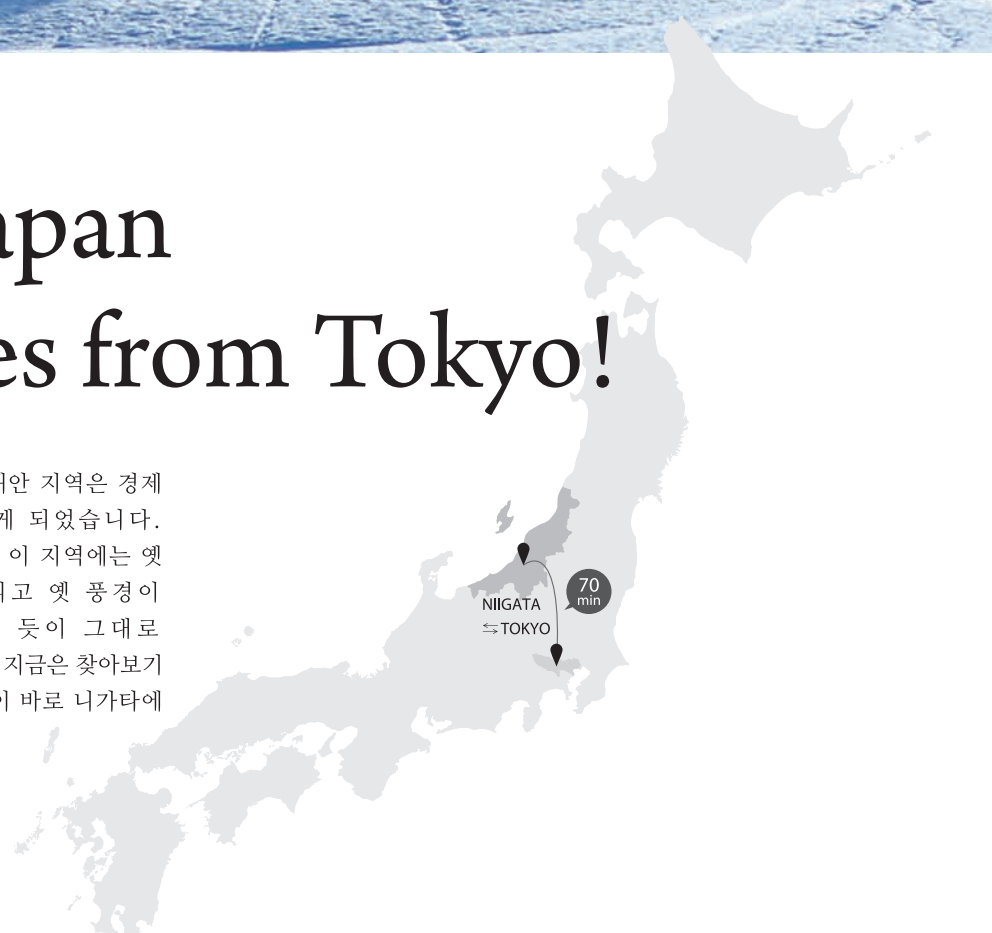 apan
es from Tokyo!
해안 지역은 경제
게 되었습니다.
이 지역에는 옛
되고 옛 풍경이
듯이 그대로
지금은 찾아보기
이 바로 니가타에
70
min
NIIGATA
⇆TOKYO